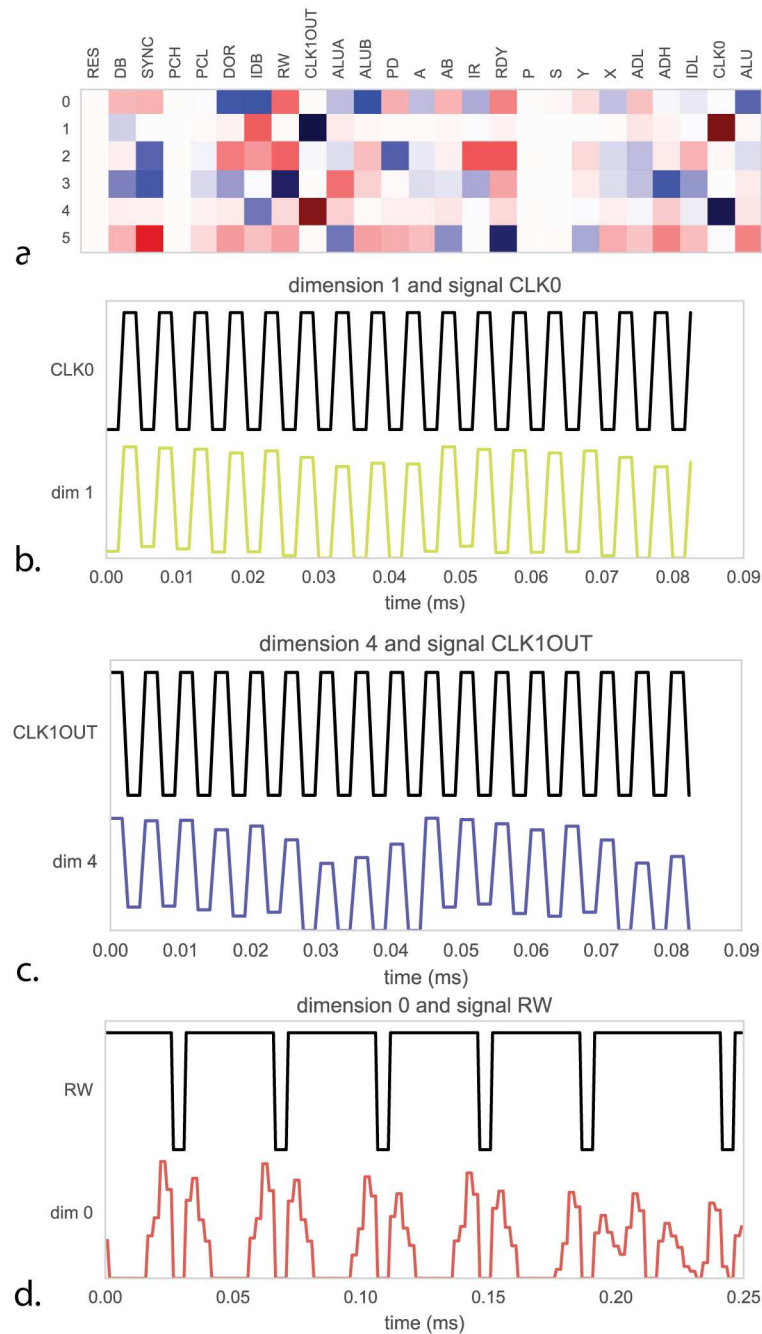 RES DB SYNC PCH PCL DOR IDB RW CLK1OUT ALUA ALUB PD A AB IR RDY P S Y X ADL ADH IDL CLK0 ALU
0
1
2
3
4
5
a
dimension 1 and signal CLK0
CLK0
dim 1
b.
0.00 0.01 0.02 0.03 0.04 0.05 0.06 0.07 0.08 0.09
time (ms)
dimension 4 and signal CLK1OUT
CLK1OUT
dim 4
0.00 0.01 0.02 0.03 0.04 0.05 0.06 0.07 0.08 0.09
c.
time (ms)
dimension 0 and signal RW
RW
dim 0
d.
0.00 0.05 0.10 0.15 0.20 0.25
time (ms)